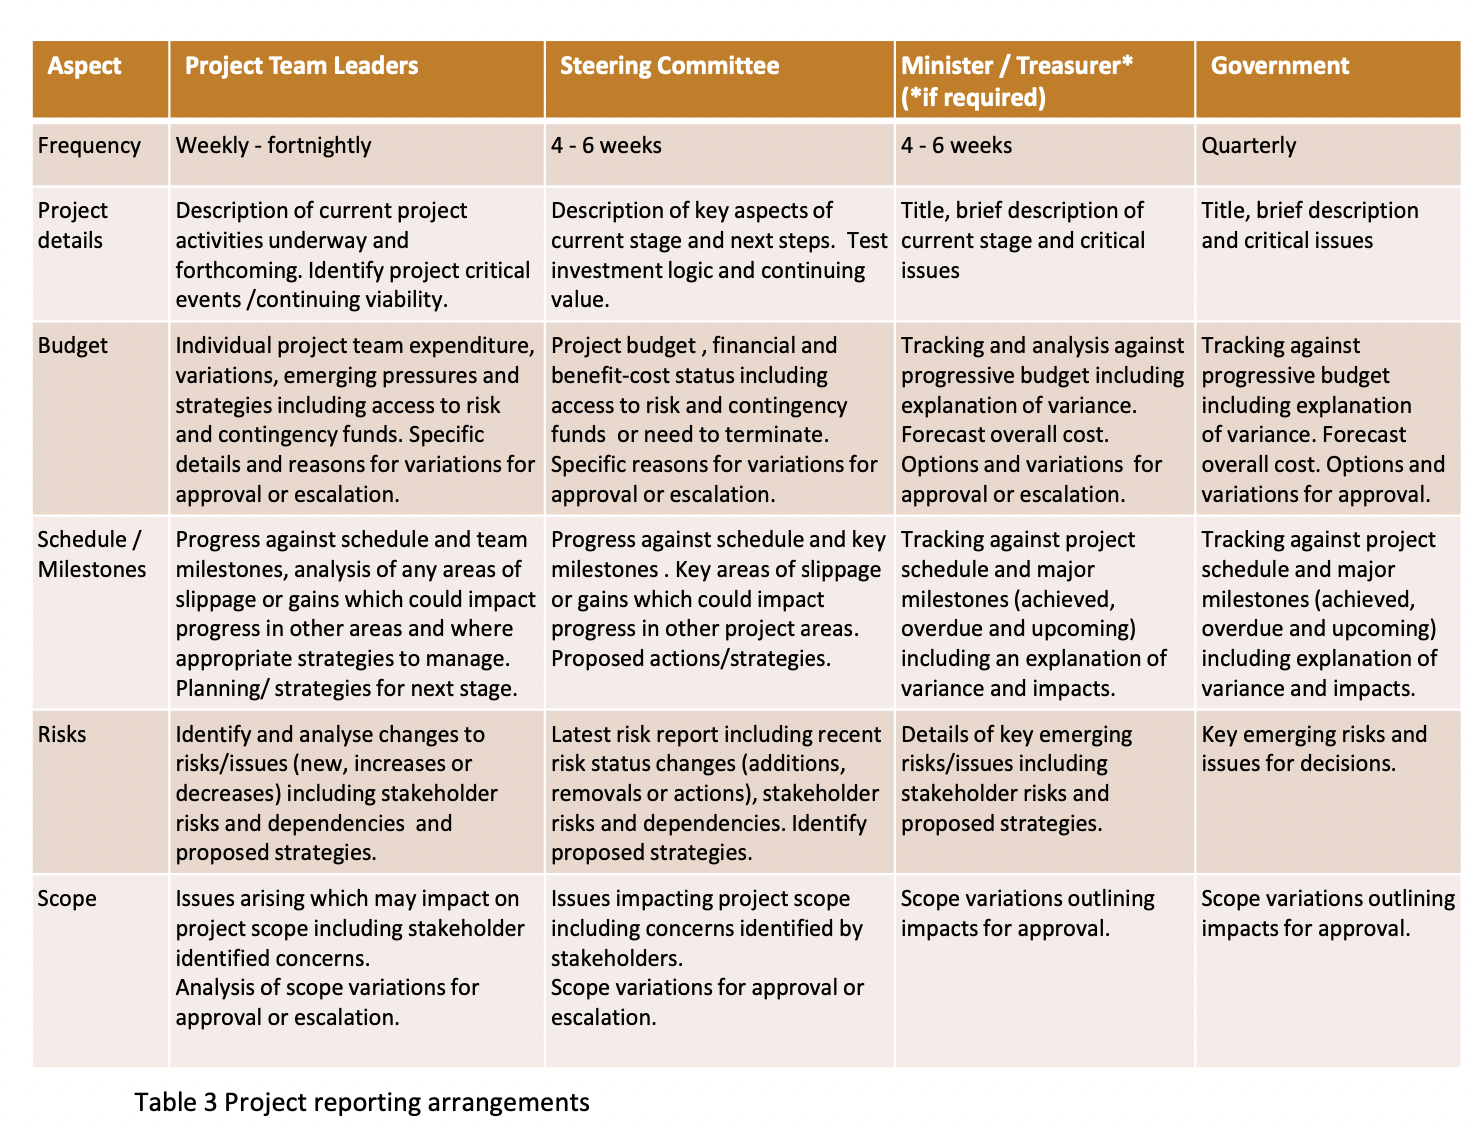 Aspect
Project Team Leaders
Steering Committee
Minister / Treasurer*
(*if required)
Government
Frequency
Weekly - fortnightly
4 - 6 weeks
4 - 6 weeks
Quarterly
Project
details
Description of current project
activities underway and
forthcoming. Identify project critical
events /continuing viability.
Description of key aspects of
current stage and next steps.  Test
investment logic and continuing
value.
Title, brief description of
current stage and critical
issues
Title, brief description
and critical issues
Budget
Individual project team expenditure,
variations, emerging pressures and
strategies including access to risk
and contingency funds. Specific
details and reasons for variations for
approval or escalation.
Project budget , financial and
benefit-cost status including
access to risk and contingency
funds  or need to terminate.
Specific reasons for variations for
approval or escalation.
Tracking and analysis against
progressive budget including
explanation of variance.
Forecast overall cost.
Options and variations  for
approval or escalation.
Tracking against
progressive budget
including explanation
of variance. Forecast
overall cost. Options and
variations for approval.
Schedule /
Milestones
Progress against schedule and team
milestones, analysis of any areas of
slippage or gains which could impact
progress in other areas and where
appropriate strategies to manage.
Planning/ strategies for next stage.
Progress against schedule and key
milestones . Key areas of slippage
or gains which could impact
progress in other project areas.
Proposed actions/strategies.
Tracking against project
schedule and major
milestones (achieved,
overdue and upcoming)
including an explanation of
variance and impacts.
Tracking against project
schedule and major
milestones (achieved,
overdue and upcoming)
including explanation of
variance and impacts.
Risks
Identify and analyse changes to
risks/issues (new, increases or
decreases) including stakeholder
risks and dependencies  and
proposed strategies.
Latest risk report including recent
risk status changes (additions,
removals or actions), stakeholder
risks and dependencies. Identify
proposed strategies.
Details of key emerging
risks/issues including
stakeholder risks and
proposed strategies.
Key emerging risks and
issues for decisions.
Scope
Issues arising which may impact on
project scope including stakeholder
identified concerns.
Analysis of scope variations for
approval or escalation.
Issues impacting project scope
including concerns identified by
stakeholders.
Scope variations for approval or
escalation.
Scope variations outlining
impacts for approval.
Scope variations outlining
impacts for approval.
Table 3 Project reporting arrangements